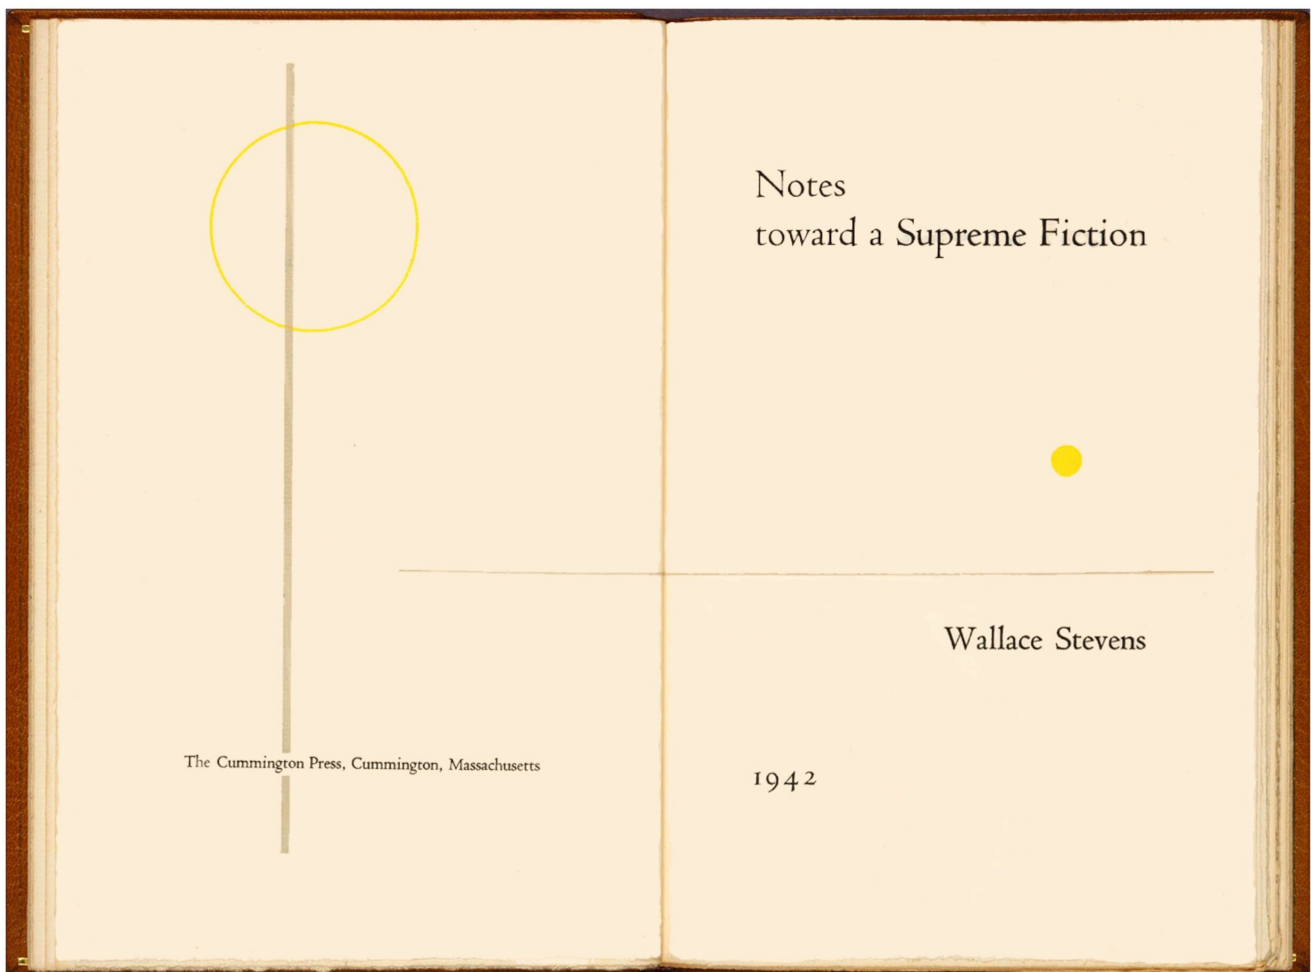 The Cummington Press, Cummington, Massachusetts
Notes
toward a Supreme Fiction
Wallace Stevens
1942